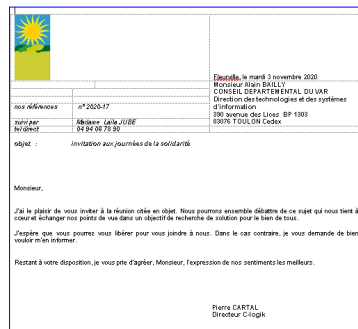 Fleurville, le mardi 3 novembre 2020
Monsieur Alain BAILLY
CONSEIL DEPARTEMENTAL DU VAR
Direction des technologies et des systèmes
d'information
390 avenue des Lices BP 1303
83076 TOULON Cedex
nos références n° 2020-17
suivi par Madame Laila JUBE
tel direct 04 94 06 78 90
objet : Invitation aux journées de la solidarité
Monsieur,
J'ai le plaisir de vous inviter à la réunion citée en objet. Nous pourrons ensemble débattre de ce sujet qui nous tient à
cœur et échanger nos points de vue dans un objectif de recherche de solution pour le bien de tous.
J'espère que vous pourrez vous libérer pour vous joindre à nous. Dans le cas contraire, je vous demande de bien
vouloir m'en informer.
Restant à votre disposition, je vous prie d'agréer, Monsieur, l'expression de nos sentiments les meilleurs.
Pierre CARTAL
Directeur C-logik